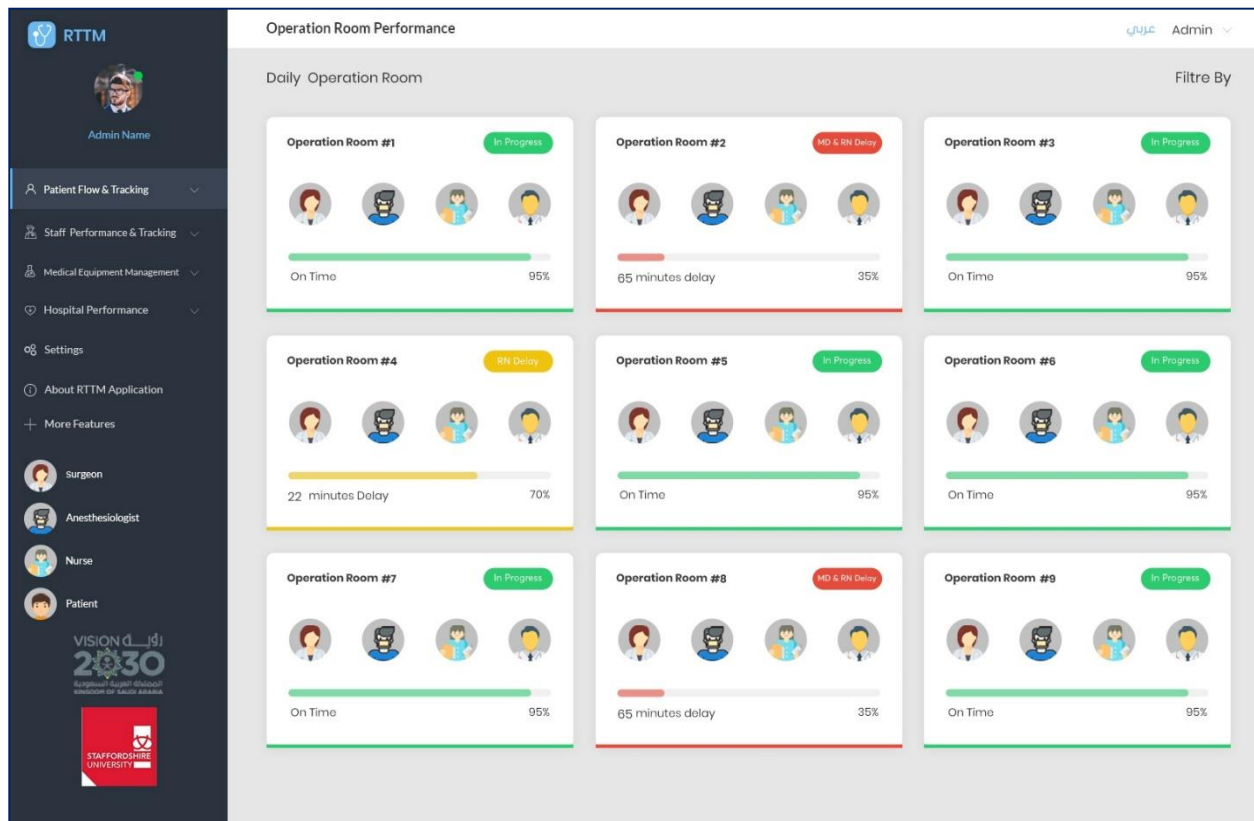 RTTM
Admin Name
Patient Flow & Tracking
Staff Performance & Tracking
Medical Equipment Management
Hospital Performance
Settings
About RTTM Application
More Features
surgeon
Anesthesiologist
Nurse
Patient
VISION رؤيــة
2030
المملكة العربية السعودية
KINGDOM OF SAUDI ARABIA
STAFFORDSHIRE
UNIVERSITY
Operation Room Performance
عربي Admin
Daily Operation Room
Filtre By
Operation Room #1
In Progress
On Time 95%
Operation Room #2
MD & RN Delay
65 minutes delay 35%
Operation Room #3
In Progress
On Time 95%
Operation Room #4
RN Delay
22 minutes Delay 70%
Operation Room #5
In Progress
On Time 95%
Operation Room #6
In Progress
On Time 95%
Operation Room #7
In Progress
On Time 95%
Operation Room #8
MD & RN Delay
65 minutes delay 35%
Operation Room #9
In Progress
On Time 95%